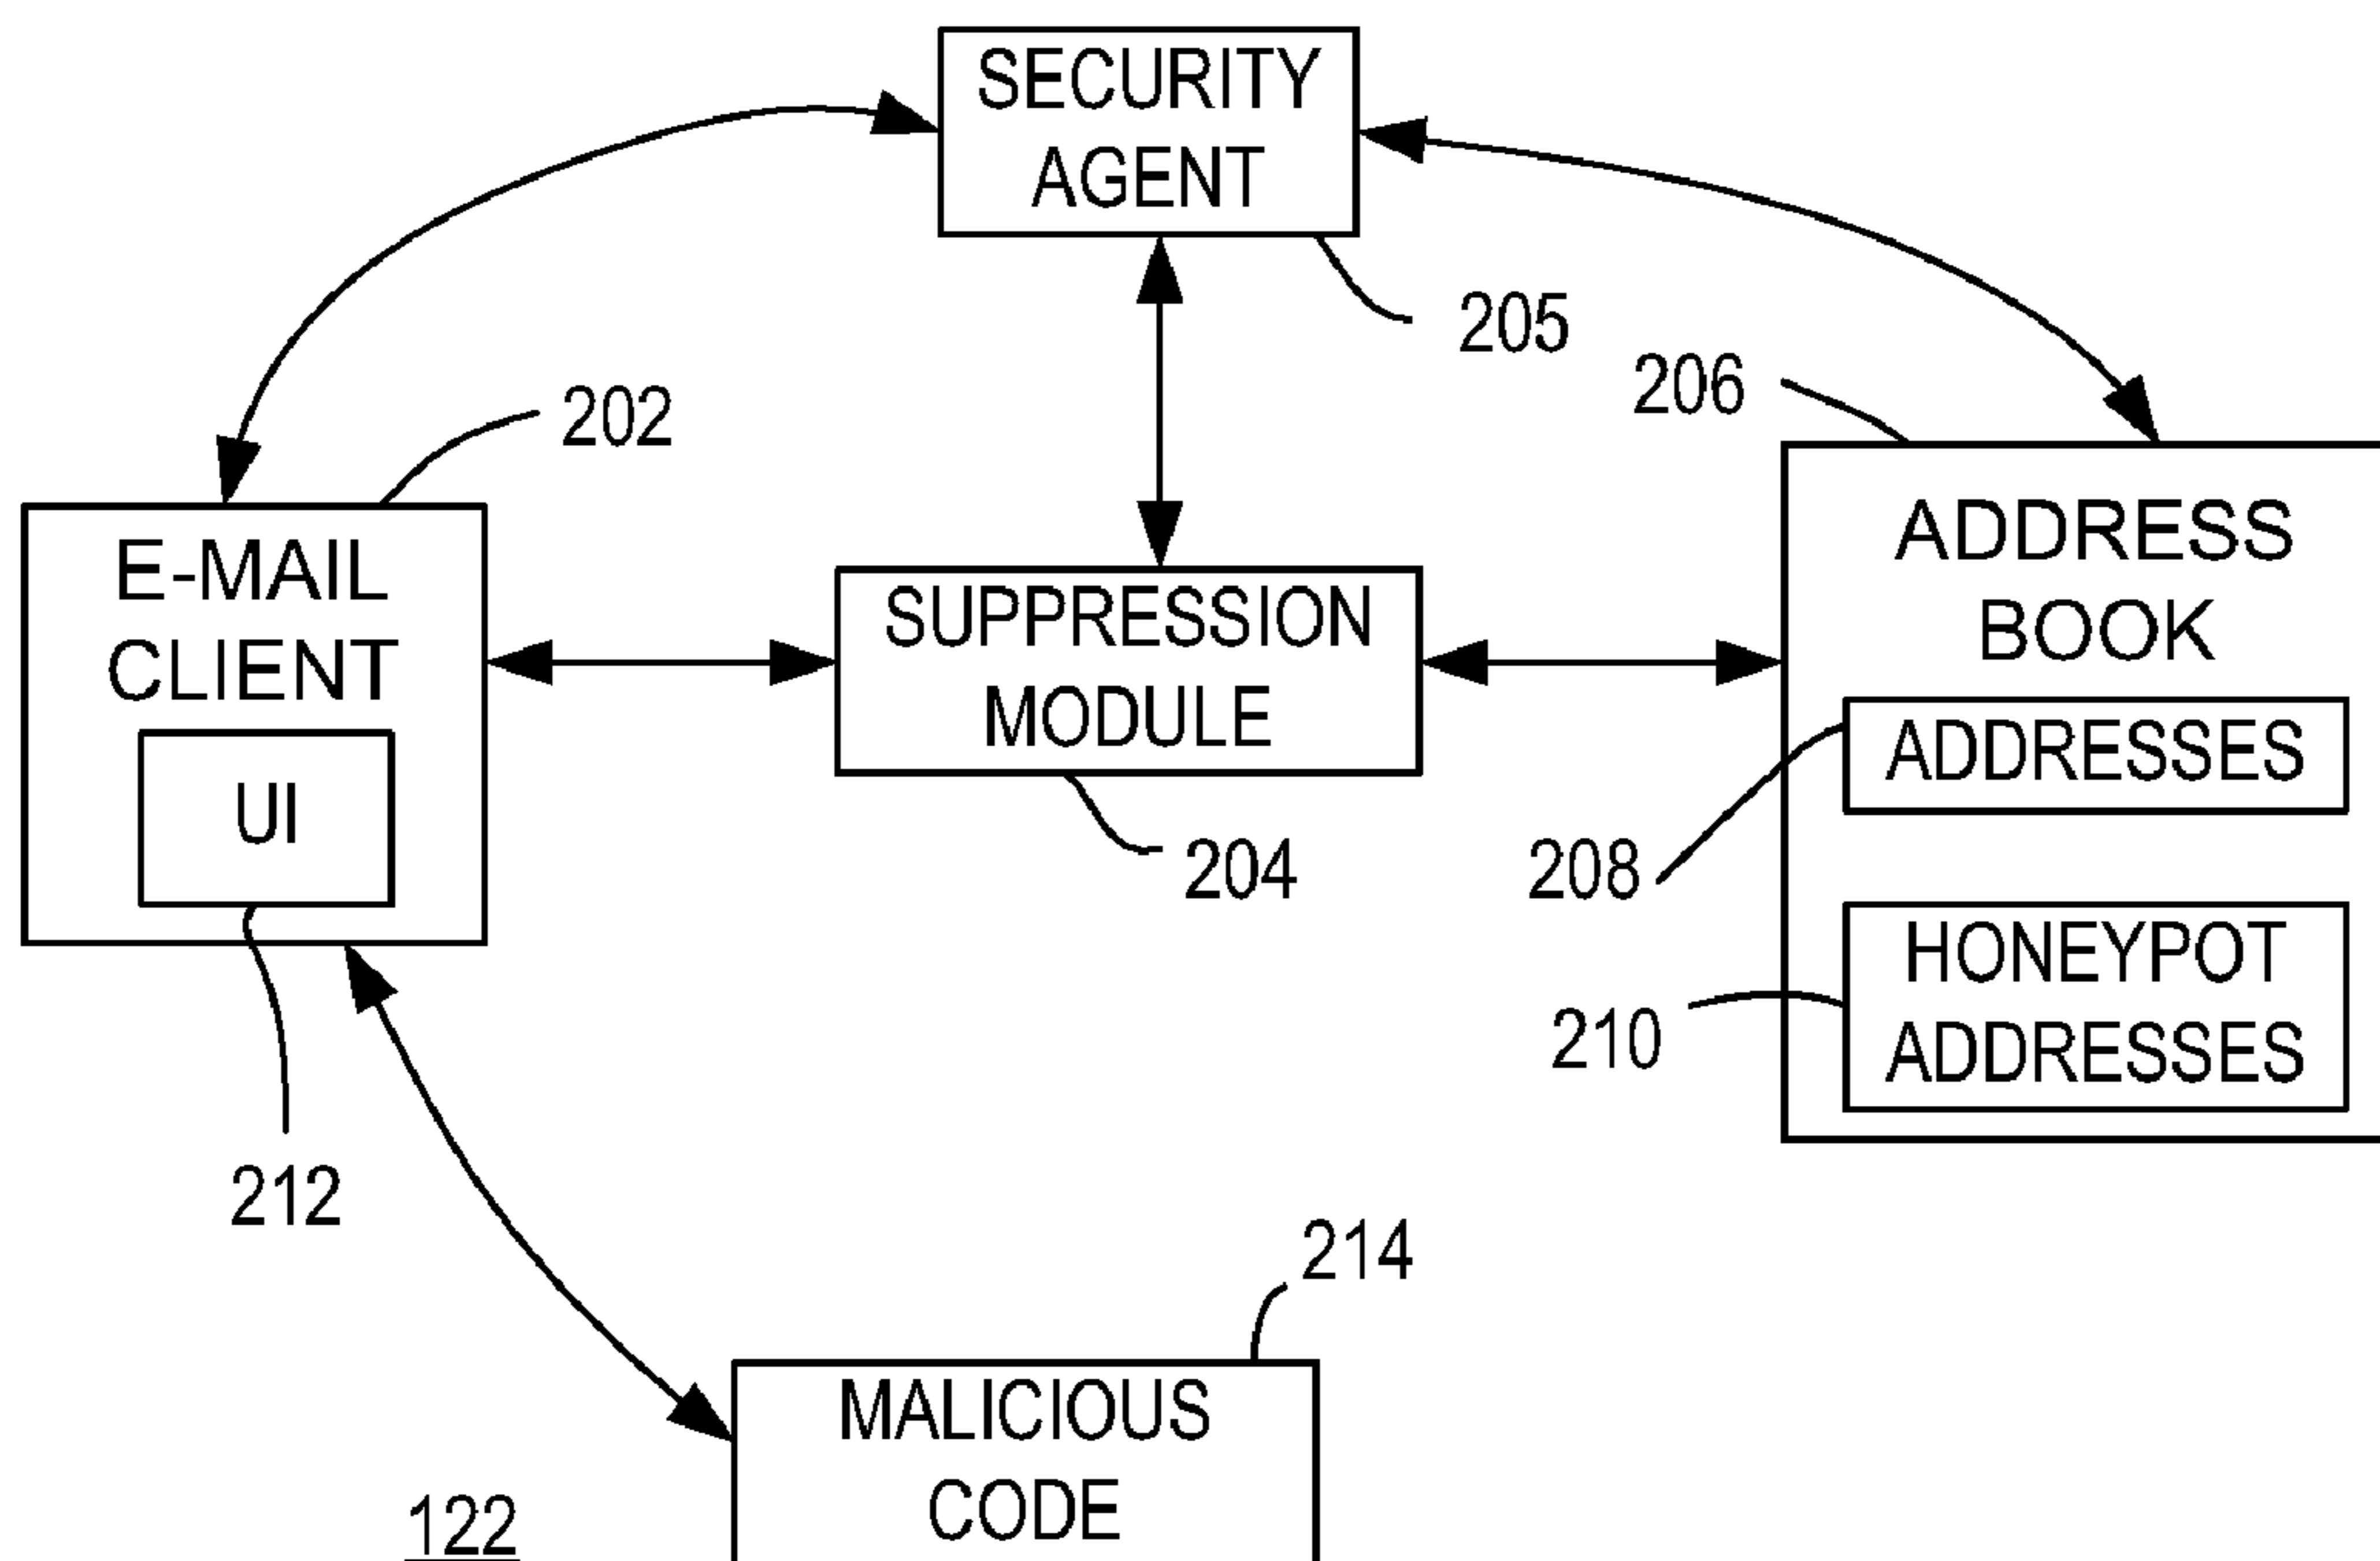 SECURITY
AGENT
205
206
202
E-MAIL
CLIENT
UI
SUPPRESSION
MODULE
204
ADDRESS
BOOK
ADDRESSES
208
HONEYPOT
ADDRESSES
210
212
214
MALICIOUS
CODE
122